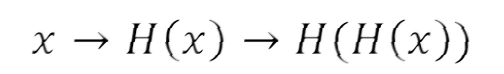 x → H(x) → H(H(x))